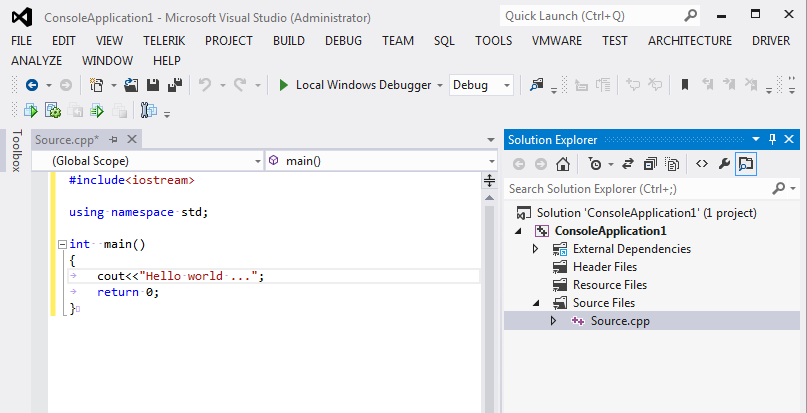 ConsoleApplication1 - Microsoft Visual Studio (Administrator)
Quick Launch (Ctrl+Q)
FILE EDIT VIEW TELERIK PROJECT BUILD DEBUG TEAM SQL TOOLS VMWARE TEST ARCHITECTURE DRIVER
ANALYZE WINDOW HELP
Local Windows Debugger Debug
Toolbox
Source.cpp*
(Global Scope) main()
#include<iostream>
using namespace std;
int  main()
{
cout<<"Hello world ...";
return 0;
}
Solution Explorer
Search Solution Explorer (Ctrl+;)
Solution 'ConsoleApplication1' (1 project)
ConsoleApplication1
External Dependencies
Header Files
Resource Files
Source Files
Source.cpp